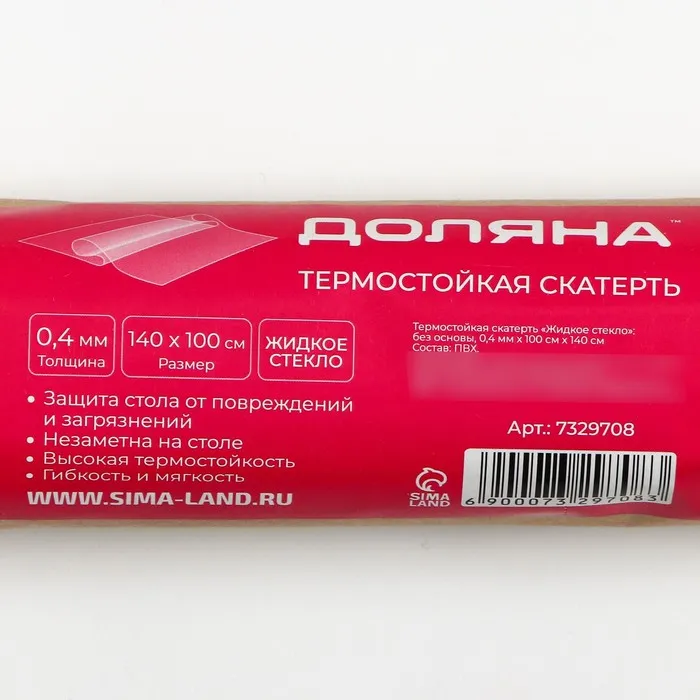 ДОЛЯНА™
ТЕРМОСТОЙКАЯ СКАТЕРТЬ
0,4 мм
Толщина
140 х 100 см
Размер
ЖИДКОЕ
СТЕКЛО
Термостойкая скатерть «Жидкое стекло»:
без основы, 0,4 мм х 100 см х 140 см
Состав: ПВХ.
• Защита стола от повреждений
и загрязнений
• Незаметна на столе
• Высокая термостойкость
• Гибкость и мягкость
WWW.SIMA-LAND.RU
Арт.: 7329708
SIMA
LAND
6 900073 297083